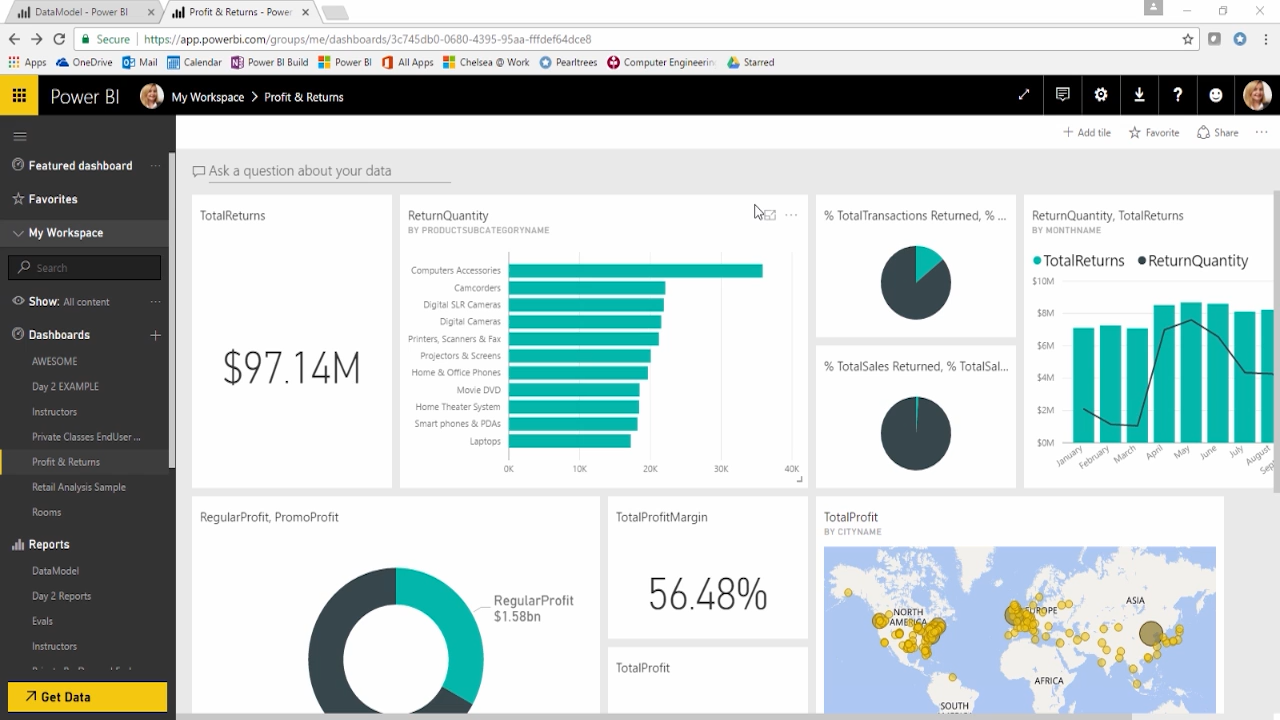 DataModel - Power BI
Profit & Returns - Power
Secure
https://app.powerbi.com/groups/me/dashboards/3c745db0-0680-4395-95aa-fffdef64dce8
Apps
OneDrive
Mail
Calendar
Power BI Build
Power BI
All Apps
Chelsea @ Work
Pearltrees
Computer Engineerin
Starred
Power BI
My Workspace > Profit & Returns
Add tile
Favorite
Share
Featured dashboard
Favorites
My Workspace
Search
Show: All content
Dashboards
AWESOME
Day 2 EXAMPLE
Instructors
Private Classes EndUser ...
Profit & Returns
Retail Analysis Sample
Rooms
Reports
DataModel
Day 2 Reports
Evals
Instructors
Get Data
Ask a question about your data
TotalReturns
$97.14M
ReturnQuantity
BY PRODUCTSUBCATEGORYNAME
Computers Accessories
Camcorders
Digital SLR Cameras
Digital Cameras
Printers, Scanners & Fax
Projectors & Screens
Home & Office Phones
Movie DVD
Home Theater System
Smart phones & PDAs
Laptops
0K 10K 20K 30K 40K
% TotalTransactions Returned, % ...
% TotalSales Returned, % TotalSal...
ReturnQuantity, TotalReturns
BY MONTHNAME
TotalReturns ReturnQuantity
$10M
$8M
$6M
$4M
$2M
$0M
January February March April May June July August Sep
RegularProfit, PromoProfit
RegularProfit
$1.58bn
TotalProfitMargin
56.48%
TotalProfit
TotalProfit
BY CITYNAME
NORTH
AMERICA
EUROPE
ASIA
AFRICA
SOUTH